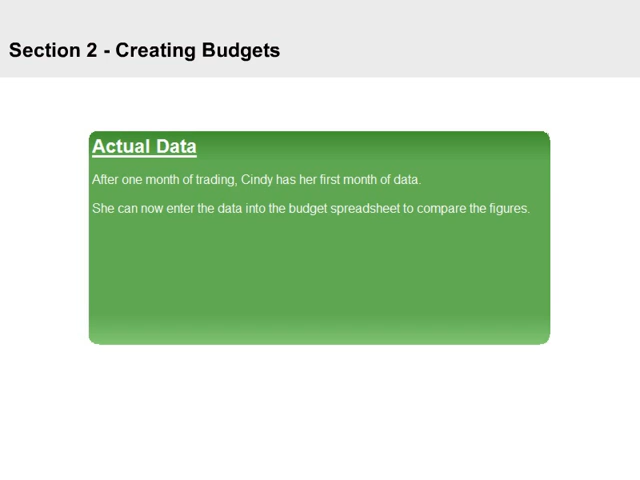 Section 2 - Creating Budgets
Actual Data
After one month of trading, Cindy has her first month of data.
She can now enter the data into the budget spreadsheet to compare the figures.